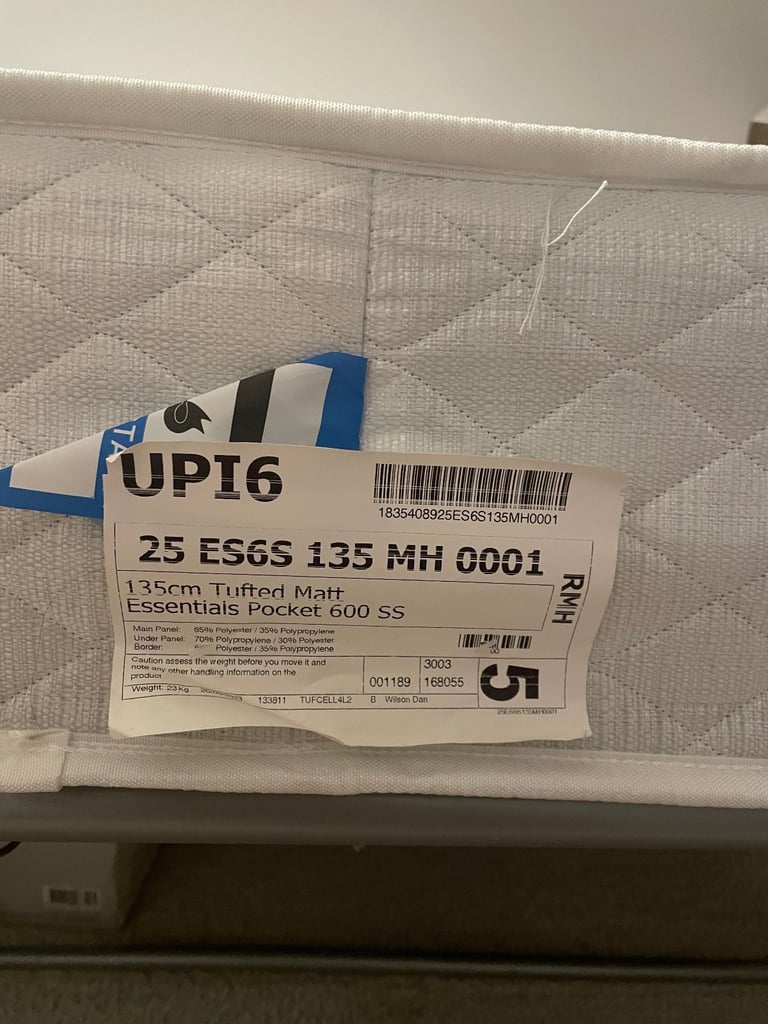 TA
UPI6
1835408925ES6S135MH0001
25 ES6S 135 MH 0001
135cm Tufted Matt
Essentials Pocket 600 SS
RMH
Main Panel: 65% Polyester / 35% Polypropylene
Under Panel: 70% Polypropylene / 30% Polyester
Border: Polyester / 35% Polypropylene
Caution assess the weight before you move it and
note any other handling information on the
product
Weight: 23Kg
001189
3003
168055
5
133811 TUFCELL4L2 B Wilson Dan
25ES6S135MH0001